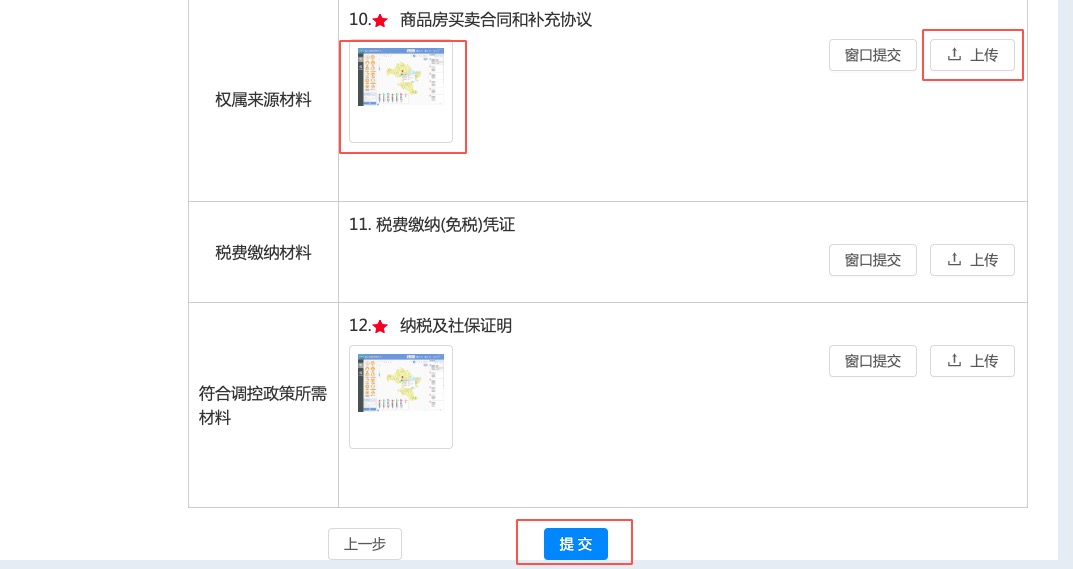 10.★ 商品房买卖合同和补充协议
窗口提交
上传
权属来源材料
11. 税费缴纳(免税)凭证
税费缴纳材料
窗口提交
上传
12.★ 纳税及社保证明
窗口提交
上传
符合调控政策所需
材料
上一步
提交